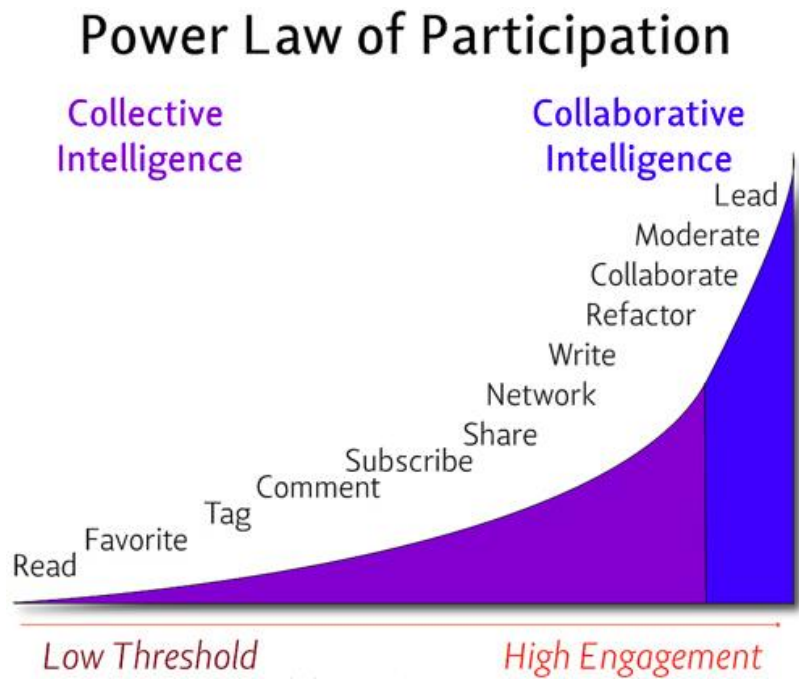 Power Law of Participation
Collective
Intelligence
Collaborative
Intelligence
Lead
Moderate
Collaborate
Refactor
Write
Network
Share
Subscribe
Comment
Tag
Favorite
Read
Low Threshold
High Engagement